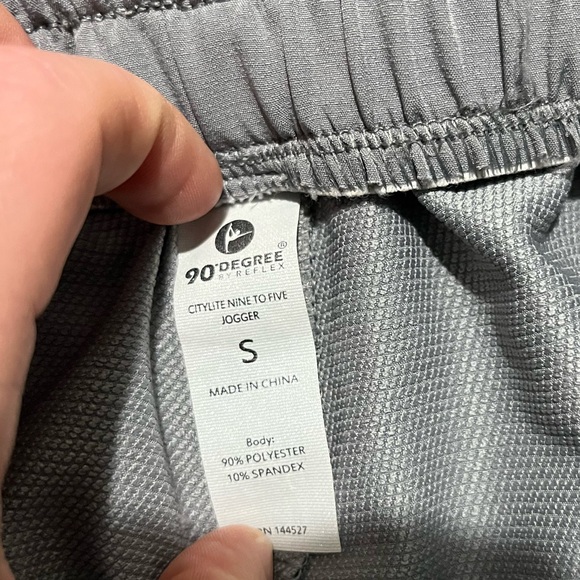 90°DEGREE®
BY REFLEX
CITYLITE NINE TO FIVE
JOGGER
S
MADE IN CHINA
Body:
90% POLYESTER
10% SPANDEX
144527